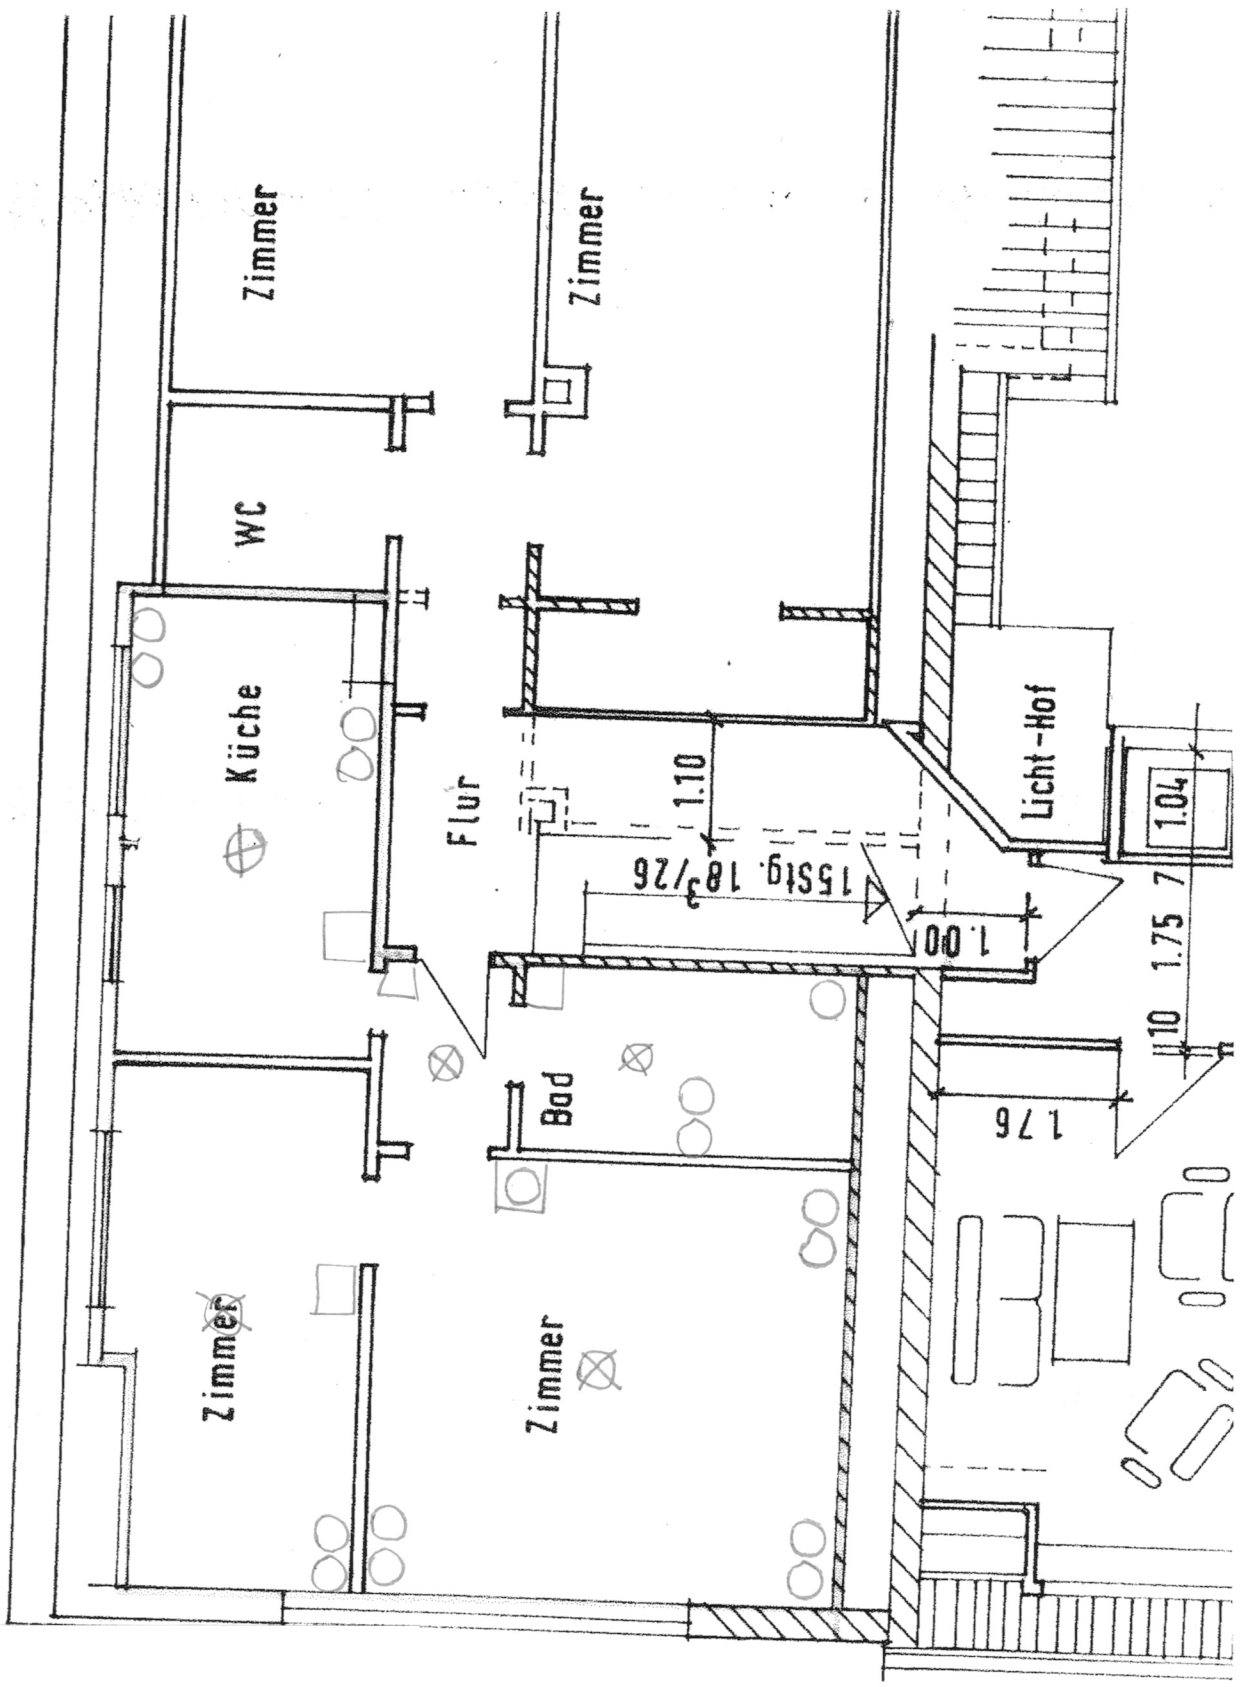 Zimmer
Zimmer
WC
Küche
Flur
1.10
15Stg. 18³/26
1.00
Licht-Hof
1.04
7
1.75
10
Bad
1.76
Zimmer
Zimmer